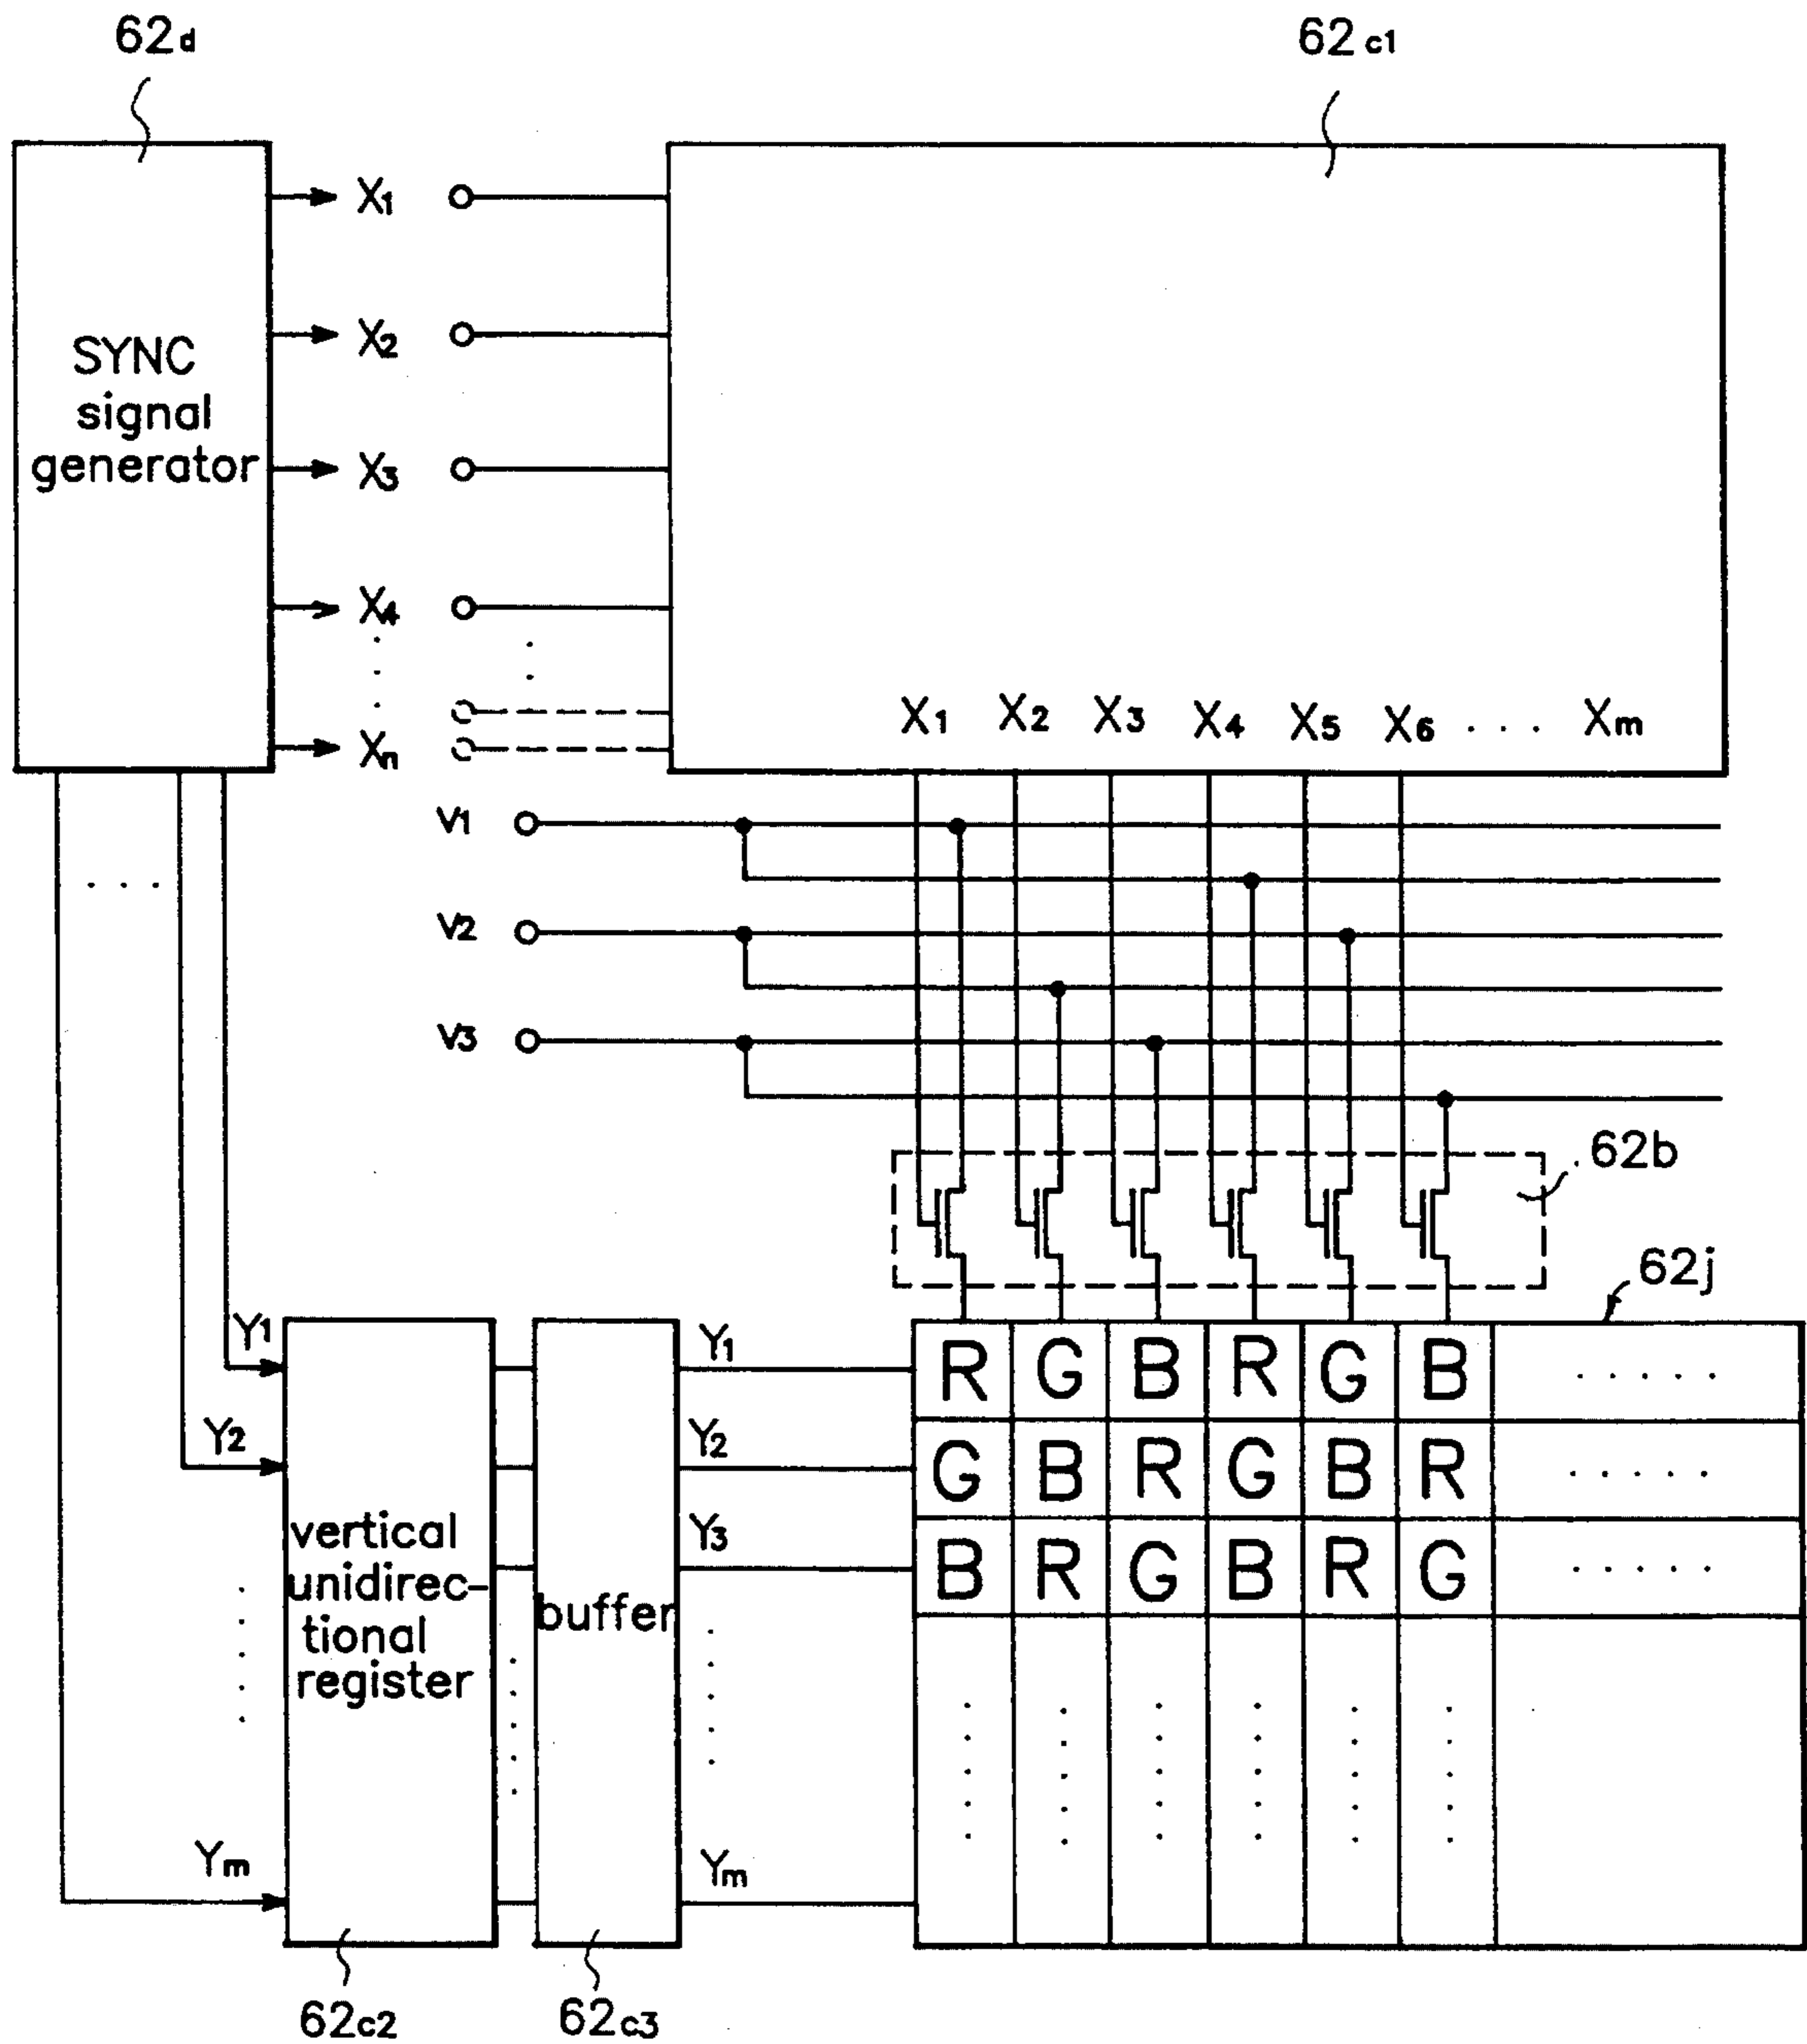 62d
62c1
SYNC
signal
generator
X1
X2
X3
X4
Xn
X1 X2 X3 X4 X5 X6 ... Xm
V1
V2
V3
62b
62j
Y1
Y2
Ym
vertical
unidirec-
tional
register
buffer
Y1
Y2
Y3
Ym
R G B R G B .....
G B R G B R .....
B R G B R G .....
62c2
62c3